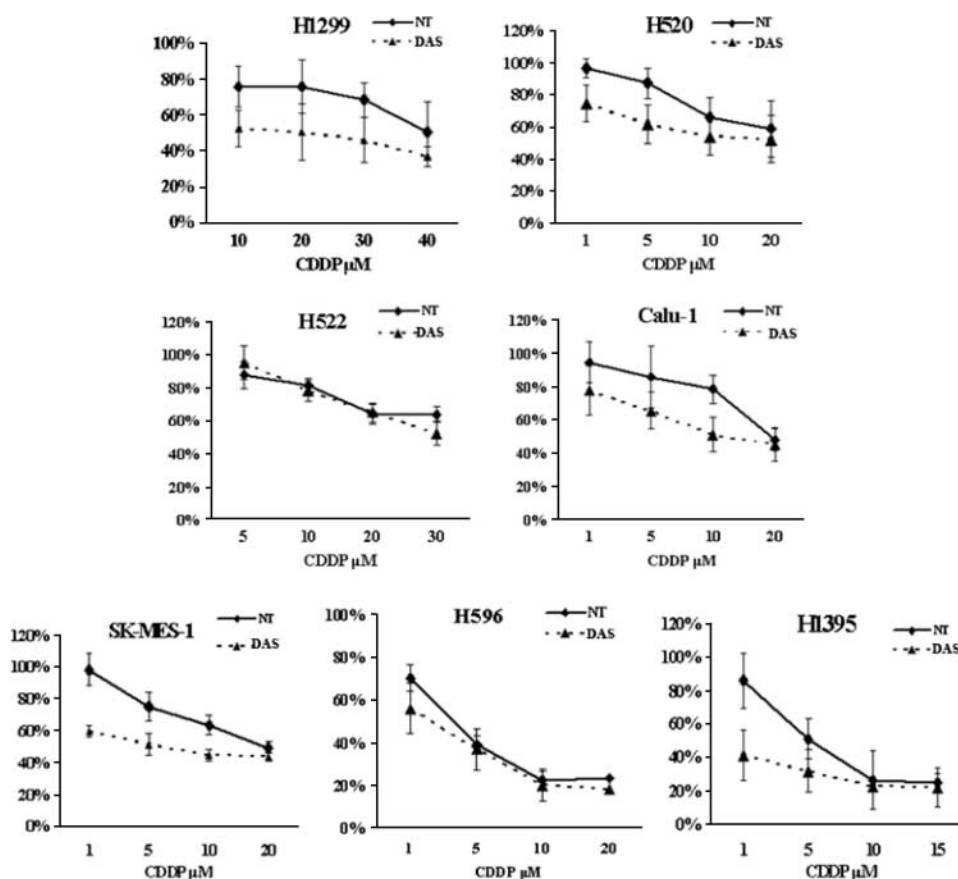 H1299
NT
DAS
100%
80%
60%
40%
20%
0%
10 20 30 40
CDDP μM
H520
NT
DAS
120%
100%
80%
60%
40%
20%
0%
1 5 10 20
CDDP μM
H522
NT
DAS
120%
100%
80%
60%
40%
20%
0%
5 10 20 30
CDDP μM
Calu-1
NT
DAS
120%
100%
80%
60%
40%
20%
0%
1 5 10 20
CDDP μM
SK-MES-1
NT
DAS
120%
100%
80%
60%
40%
20%
0%
1 5 10 20
CDDP μM
H596
NT
DAS
100%
80%
60%
40%
20%
0%
1 5 10 20
CDDP μM
H1395
NT
DAS
120%
100%
80%
60%
40%
20%
0%
1 5 10 15
CDDP μM